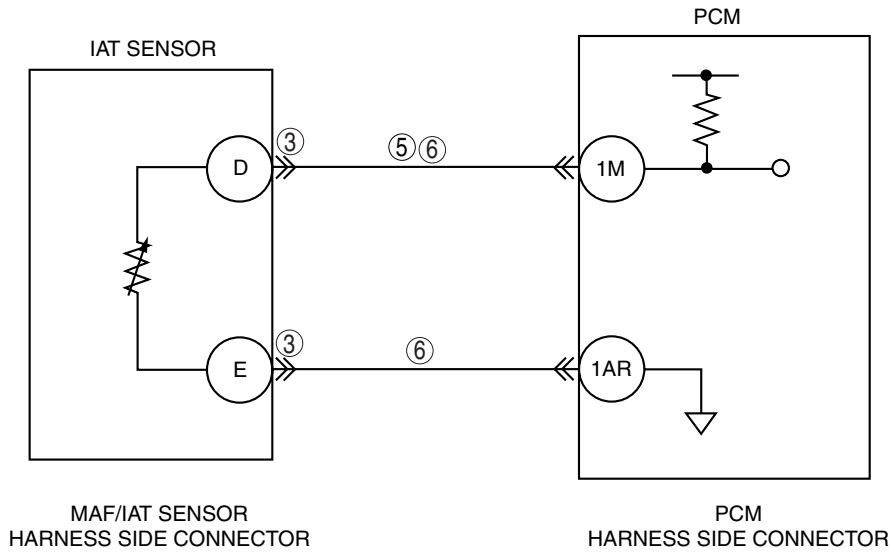 PCM
IAT SENSOR
③
⑤⑥
D
1M
③
⑥
E
1AR
MAF/IAT SENSOR
HARNESS SIDE CONNECTOR
PCM
HARNESS SIDE CONNECTOR